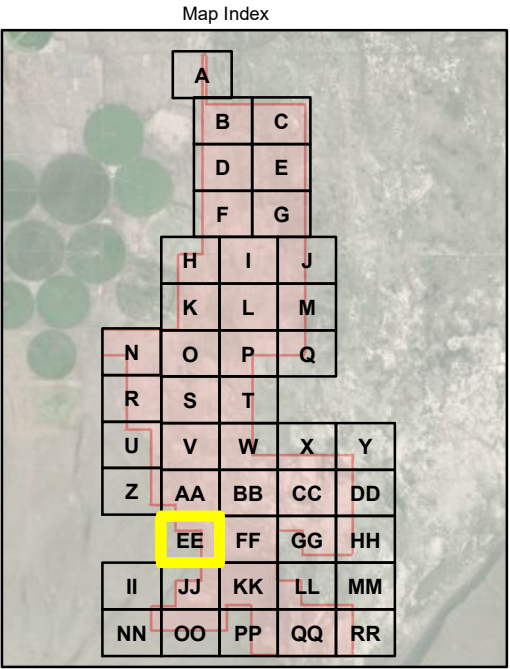 Map Index
A
B C
D E
F G
H I J
K L M
N O P Q
R S T
U V W X Y
Z AA BB CC DD
EE FF GG HH
II JJ KK LL MM
NN OO PP QQ RR